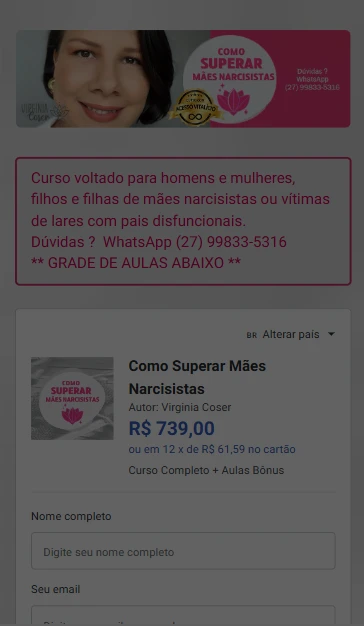 COMO
SUPERAR
MÃES NARCISISTAS
Dúvidas ?
WhatsApp
(27) 99833-5316
ACESSO VITALÍCIO
VIRGINIA
Coser
Curso voltado para homens e mulheres,
filhos e filhas de mães narcisistas ou vítimas
de lares com pais disfuncionais.
Dúvidas ? WhatsApp (27) 99833-5316
** GRADE DE AULAS ABAIXO **
BR Alterar país
COMO
SUPERAR
MÃES NARCISISTAS
Como Superar Mães
Narcisistas
Autor: Virginia Coser
R$ 739,00
ou em 12 x de R$ 61,59 no cartão
Curso Completo + Aulas Bônus
Nome completo
Digite seu nome completo
Seu email